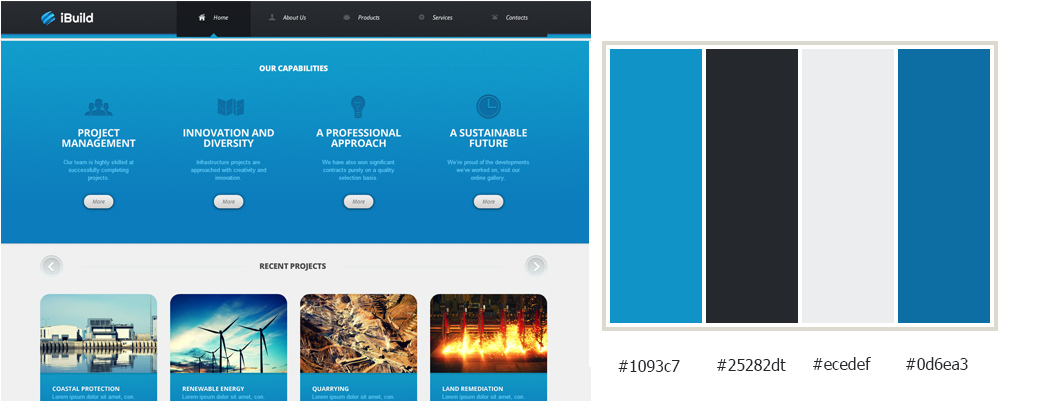 iBuild
Home
About Us
Products
Services
Contacts
OUR CAPABILITIES
PROJECT
MANAGEMENT
Our team is highly skilled at
successfully completing
projects.
More
INNOVATION AND
DIVERSITY
Infrastructure projects are
approached with creativity and
innovation.
More
A PROFESSIONAL
APPROACH
We have also won significant
contracts purely on a quality
selection basis.
More
A SUSTAINABLE
FUTURE
We're proud of the developments
we've worked on, visit our
online gallery.
More
RECENT PROJECTS
COASTAL PROTECTION
Lorem ipsum dolor sit amet, con
RENEWABLE ENERGY
Lorem ipsum dolor sit amet, con.
QUARRYING
Lorem ipsum dolor sit amet, con.
LAND REMEDIATION
Lorem ipsum dolor sit amet, con.
#1093c7
#25282dt
#ecedef
#0d6ea3